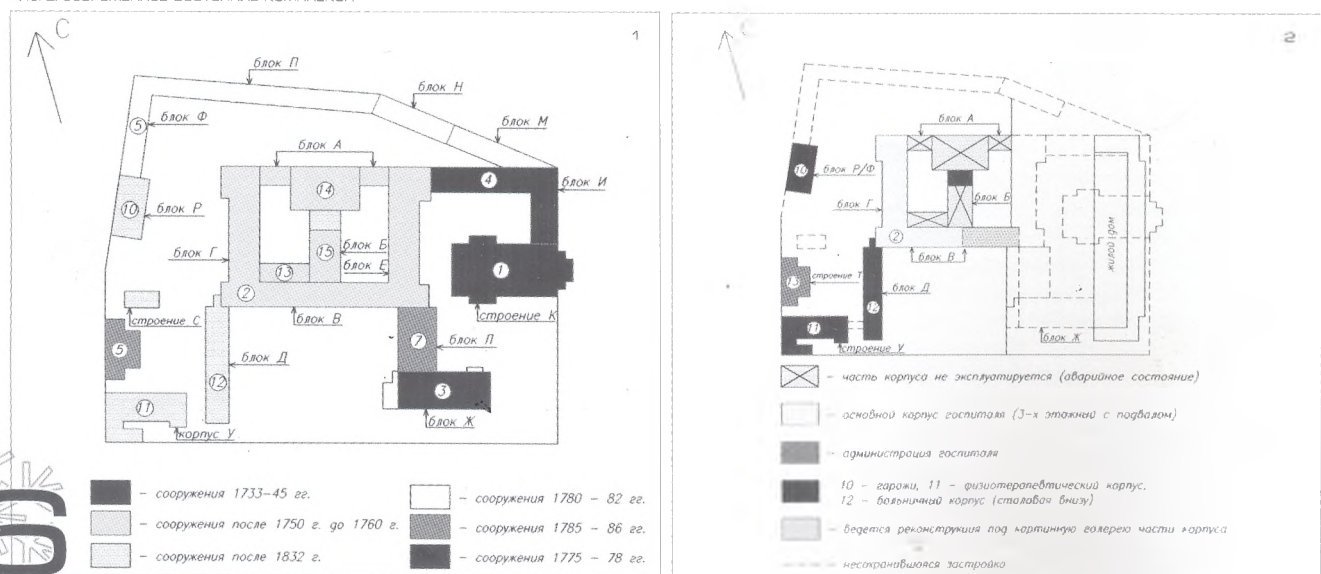 С
1
блок П
блок Н
блок М
5
блок Ф
блок А
14
4
блок И
10
блок Р
блок Г
15
блок Б
блок Е
13
1
2
строение С
блок В
строение К
5
блок Д
7
блок П
12
3
11
блок Ж
корпус У
– сооружения 1733–45 гг.
– сооружения после 1750 г. до 1760 г.
– сооружения после 1832 г.
– сооружения 1780 – 82 гг.
– сооружения 1785 – 86 гг.
– сооружения 1775 – 78 гг.
6
С
2
блок А
10
блок Р/Ф
блок Г
блок Б
2
блок В
жилой дом
13
строение Т
блок Д
12
11
строение У
блок Ж
– часть корпуса не эксплуатируется (аварийное состояние)
– основной корпус госпиталя (3-х этажный с подвалом)
– администрация госпиталя
10 – гаражи, 11 – физиотерапевтический корпус,
12 – больничный корпус (сталовая внизу)
– ведется реконструкция под картинную галерею части корпуса
– несохранившаяся застройка